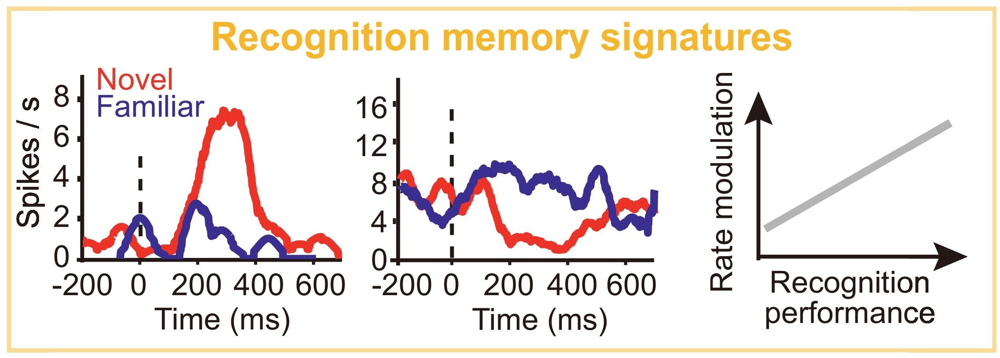 Recognition memory signatures
Novel
Familiar
Spikes / s
8
6
4
2
0
-200 0 200 400 600
Time (ms)
16
12
8
4
0
-200 0 200 400 600
Time (ms)
Rate modulation
Recognition
performance